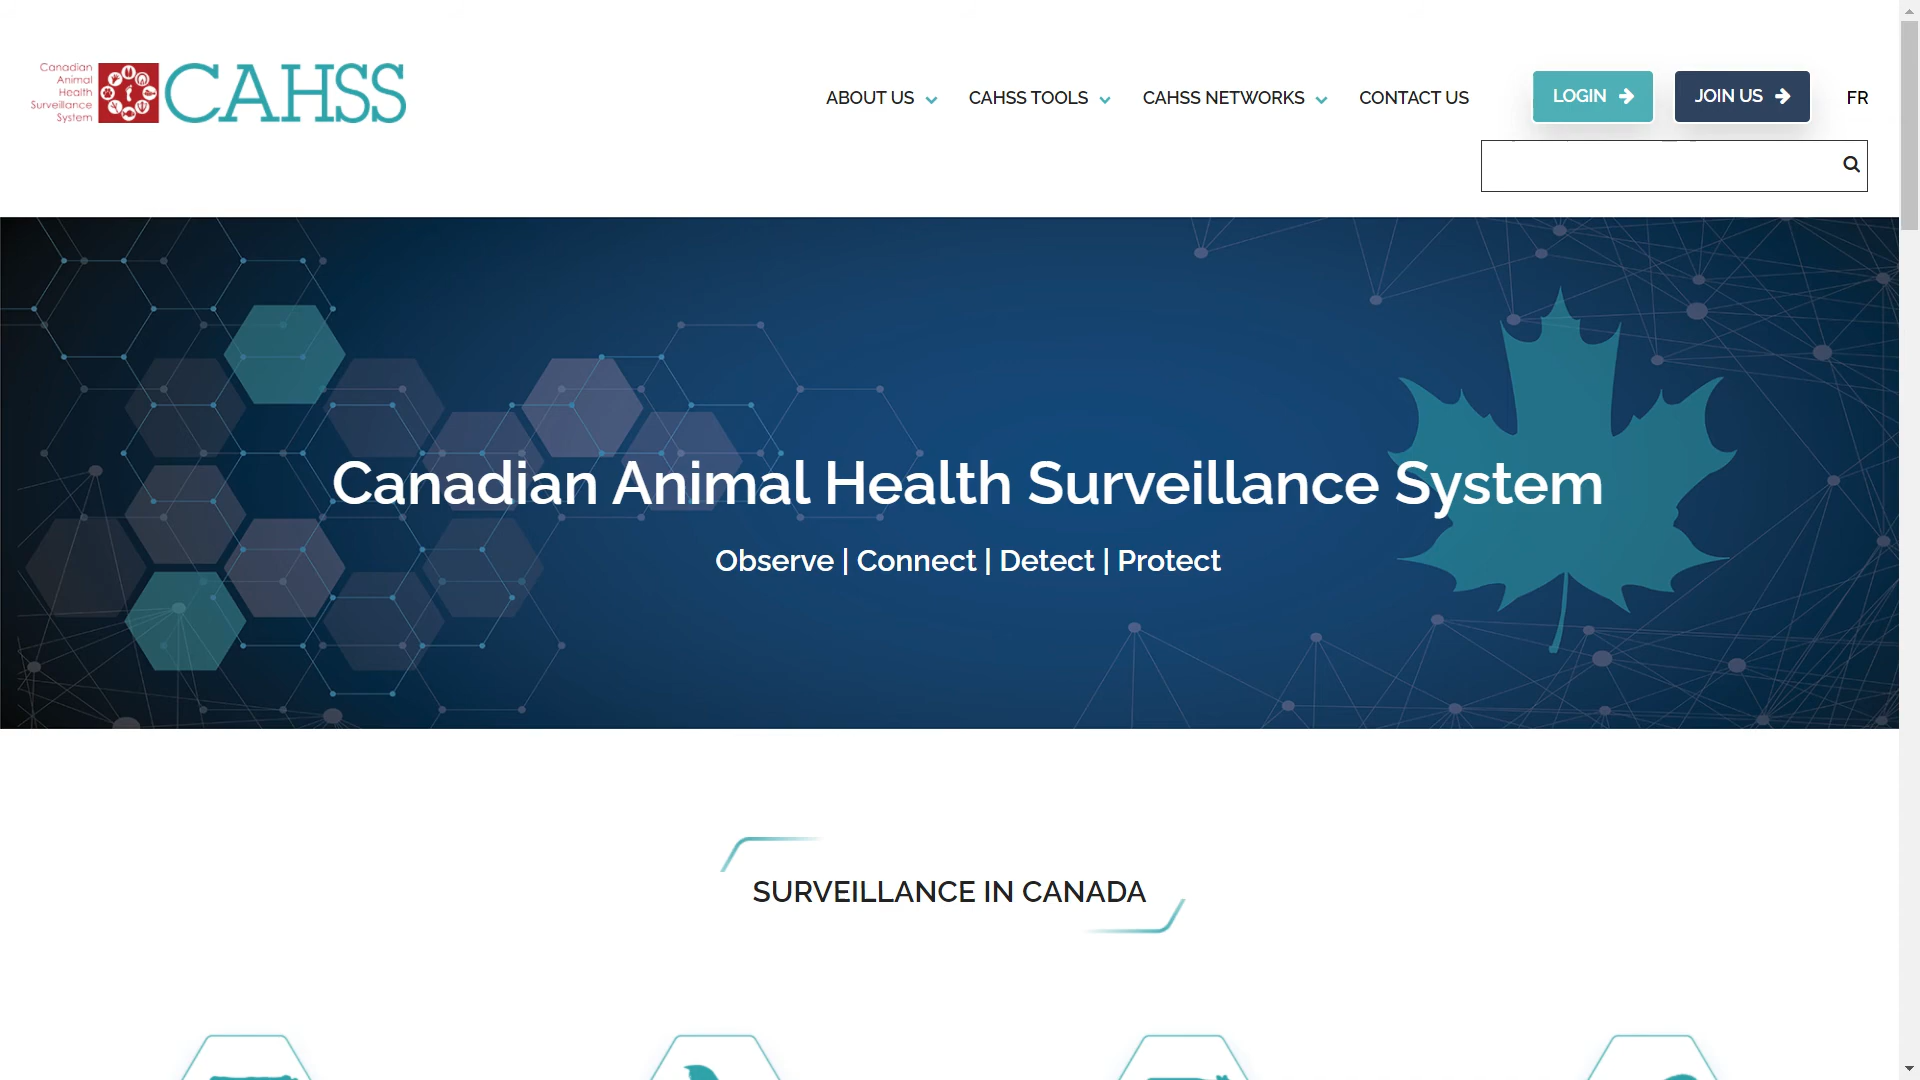 Canadian
Animal
Health
Surveillance
System
CAHSS
ABOUT US
CAHSS TOOLS
CAHSS NETWORKS
CONTACT US
LOGIN
JOIN US
FR
Canadian Animal Health Surveillance System
Observe | Connect | Detect | Protect
SURVEILLANCE IN CANADA